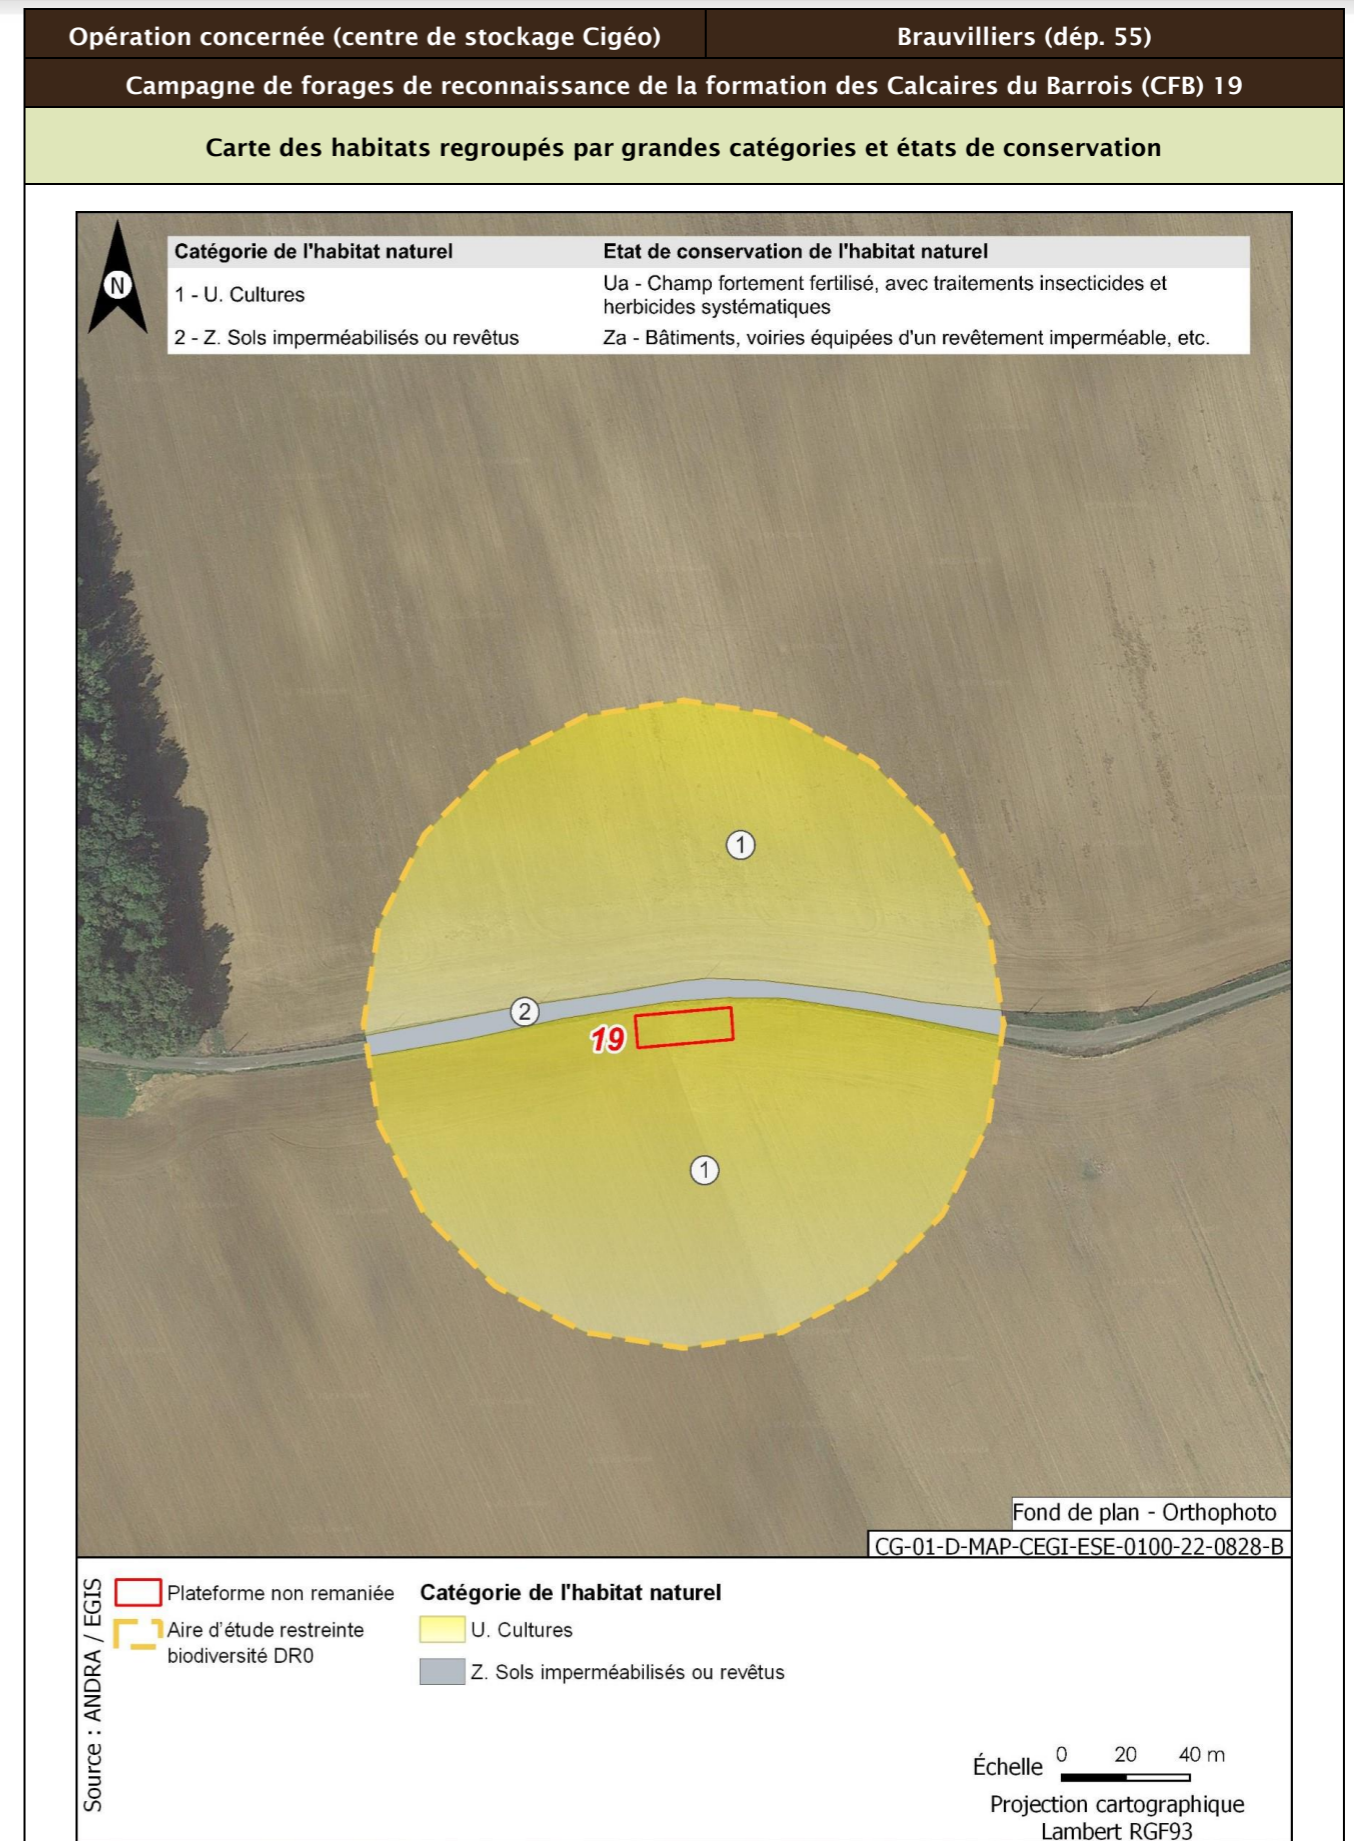 Opération concernée (centre de stockage Cigéo)
Brauvilliers (dép. 55)
Campagne de forages de reconnaissance de la formation des Calcaires du Barrois (CFB) 19
Carte des habitats regroupés par grandes catégories et états de conservation
N
Catégorie de l'habitat naturel
Etat de conservation de l'habitat naturel
1 - U. Cultures
Ua - Champ fortement fertilisé, avec traitements insecticides et
herbicides systématiques
2 - Z. Sols imperméabilisés ou revêtus
Za - Bâtiments, voiries équipées d'un revêtement imperméable, etc.
1
2
19
1
Fond de plan - Orthophoto
CG-01-D-MAP-CEGI-ESE-0100-22-0828-B
Source : ANDRA / EGIS
Plateforme non remaniée
Aire d'étude restreinte
biodiversité DR0
Catégorie de l'habitat naturel
U. Cultures
Z. Sols imperméabilisés ou revêtus
Échelle 0 20 40 m
Projection cartographique
Lambert RGF93